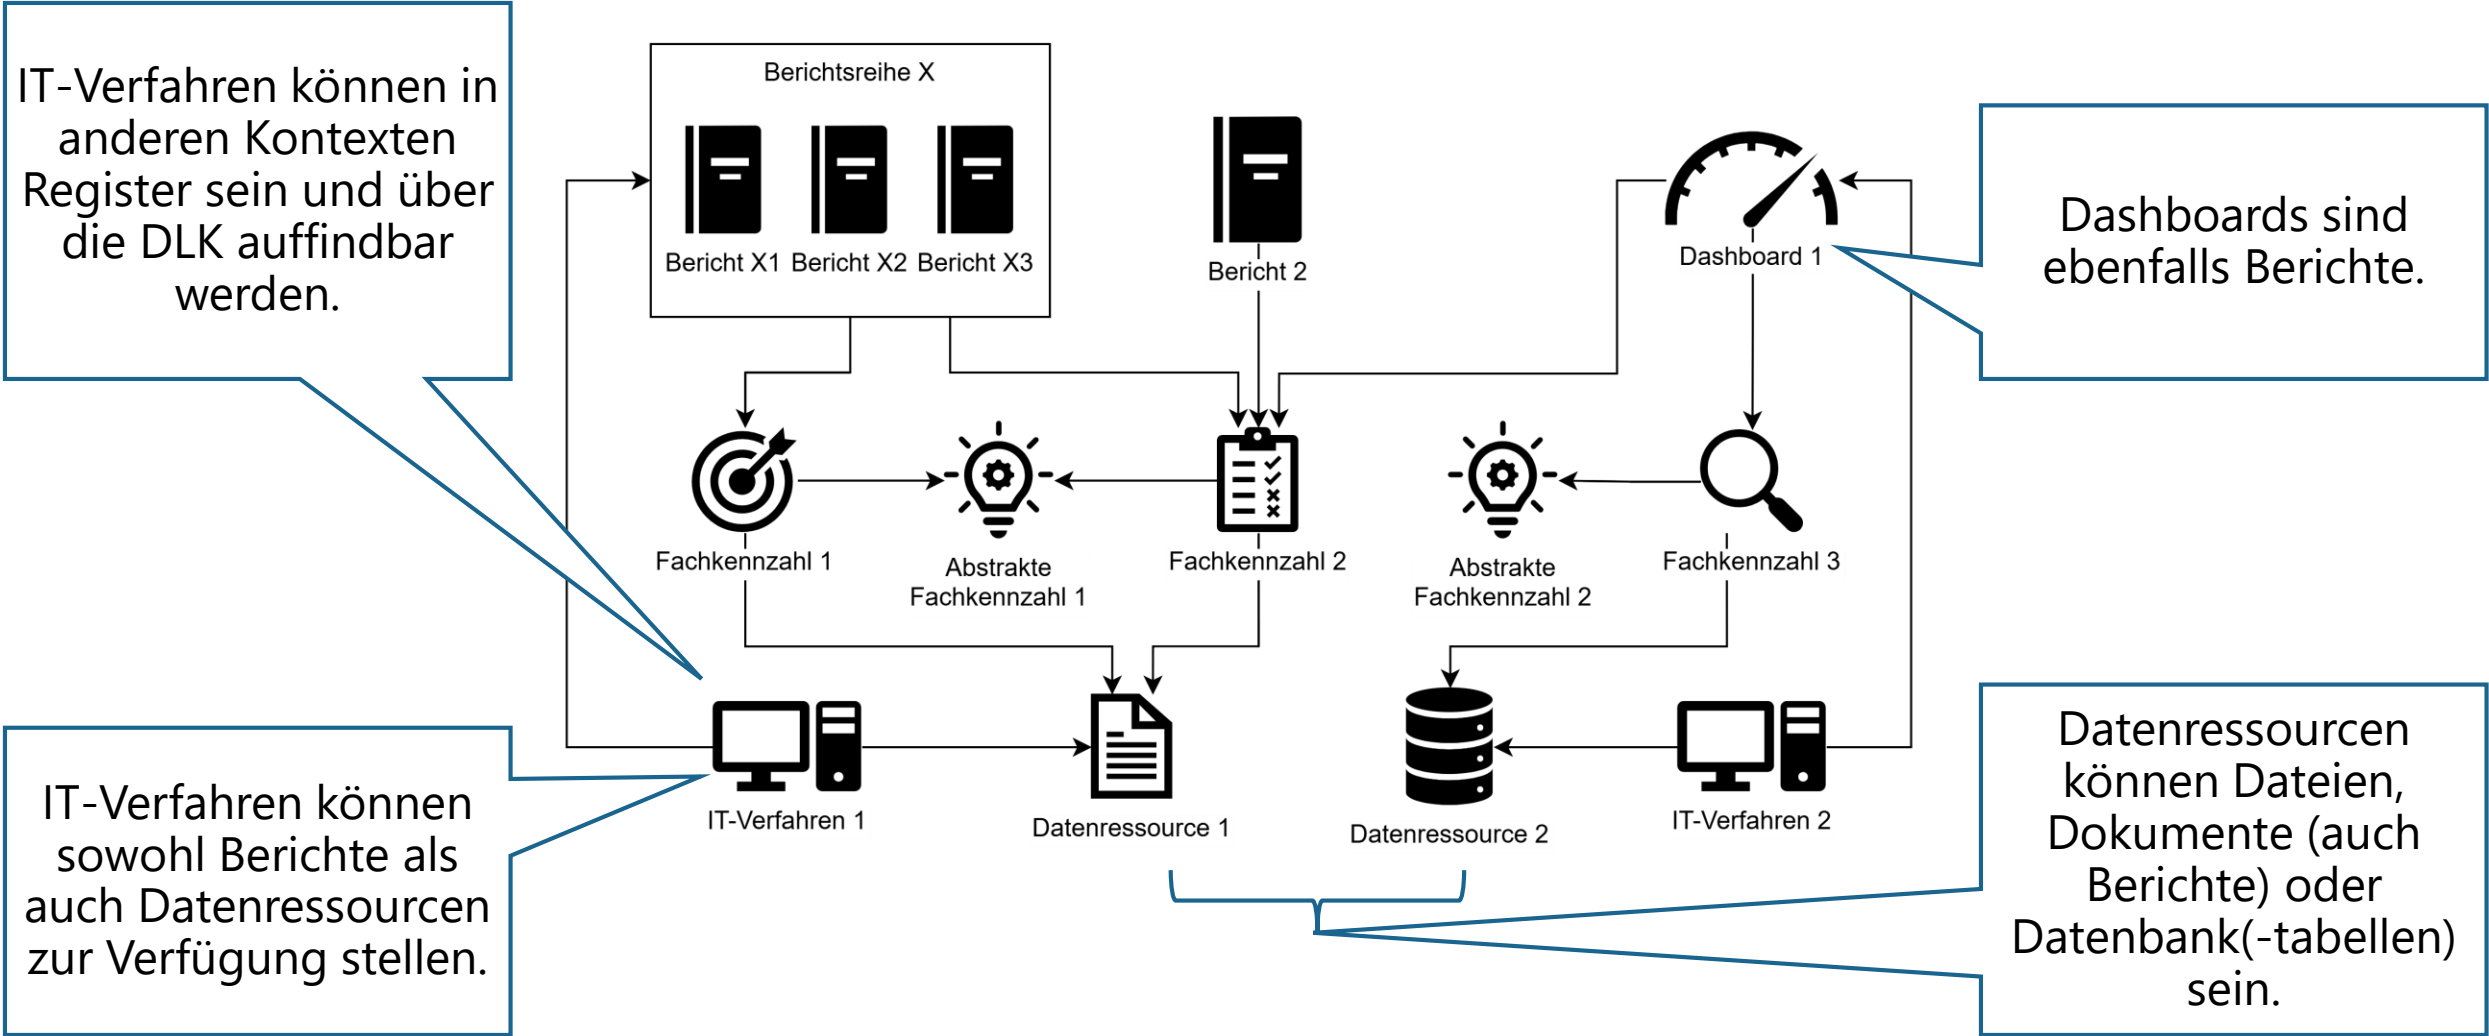 IT-Verfahren können in
anderen Kontexten
Register sein und über
die DLK auffindbar
werden.
Berichtsreihe X
Bericht X1 Bericht X2 Bericht X3
Bericht 2
Dashboard 1
Dashboards sind
ebenfalls Berichte.
Fachkennzahl 1
Abstrakte
Fachkennzahl 1
Fachkennzahl 2
Abstrakte
Fachkennzahl 2
Fachkennzahl 3
IT-Verfahren können
sowohl Berichte als
auch Datenressourcen
zur Verfügung stellen.
IT-Verfahren 1
Datenressource 1
Datenressource 2
IT-Verfahren 2
Datenressourcen
können Dateien,
Dokumente (auch
Berichte) oder
Datenbank(-tabellen)
sein.